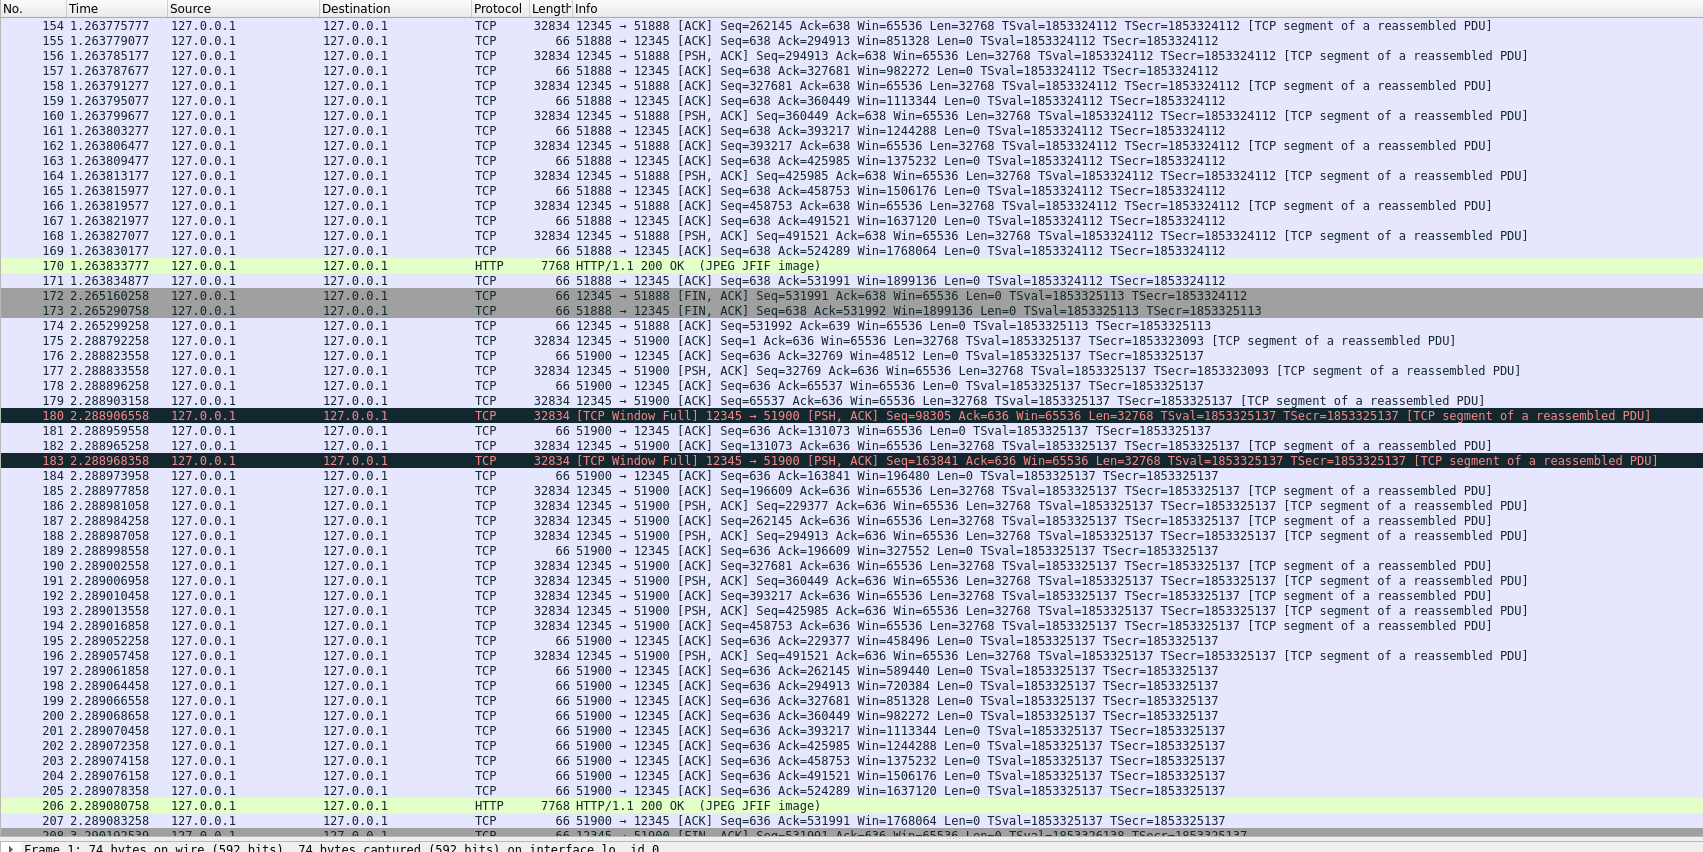 No. Time Source Destination Protocol Length Info
154 1.263775777 127.0.0.1 127.0.0.1 TCP 32834 12345 → 51888 [ACK] Seq=262145 Ack=638 Win=65536 Len=32768 TSval=1853324112 TSecr=1853324112 [TCP segment of a reassembled PDU]
155 1.263779077 127.0.0.1 127.0.0.1 TCP 66 51888 → 12345 [ACK] Seq=638 Ack=294913 Win=851328 Len=0 TSval=1853324112 TSecr=1853324112
156 1.263785177 127.0.0.1 127.0.0.1 TCP 32834 12345 → 51888 [PSH, ACK] Seq=294913 Ack=638 Win=65536 Len=32768 TSval=1853324112 TSecr=1853324112 [TCP segment of a reassembled PDU]
157 1.263787677 127.0.0.1 127.0.0.1 TCP 66 51888 → 12345 [ACK] Seq=638 Ack=327681 Win=982272 Len=0 TSval=1853324112 TSecr=1853324112
158 1.263791277 127.0.0.1 127.0.0.1 TCP 32834 12345 → 51888 [ACK] Seq=327681 Ack=638 Win=65536 Len=32768 TSval=1853324112 TSecr=1853324112 [TCP segment of a reassembled PDU]
159 1.263795077 127.0.0.1 127.0.0.1 TCP 66 51888 → 12345 [ACK] Seq=638 Ack=360449 Win=1113344 Len=0 TSval=1853324112 TSecr=1853324112
160 1.263799677 127.0.0.1 127.0.0.1 TCP 32834 12345 → 51888 [PSH, ACK] Seq=360449 Ack=638 Win=65536 Len=32768 TSval=1853324112 TSecr=1853324112 [TCP segment of a reassembled PDU]
161 1.263803277 127.0.0.1 127.0.0.1 TCP 66 51888 → 12345 [ACK] Seq=638 Ack=393217 Win=1244288 Len=0 TSval=1853324112 TSecr=1853324112
162 1.263806477 127.0.0.1 127.0.0.1 TCP 32834 12345 → 51888 [ACK] Seq=393217 Ack=638 Win=65536 Len=32768 TSval=1853324112 TSecr=1853324112 [TCP segment of a reassembled PDU]
163 1.263809477 127.0.0.1 127.0.0.1 TCP 66 51888 → 12345 [ACK] Seq=638 Ack=425985 Win=1375232 Len=0 TSval=1853324112 TSecr=1853324112
164 1.263813177 127.0.0.1 127.0.0.1 TCP 32834 12345 → 51888 [PSH, ACK] Seq=425985 Ack=638 Win=65536 Len=32768 TSval=1853324112 TSecr=1853324112 [TCP segment of a reassembled PDU]
165 1.263815977 127.0.0.1 127.0.0.1 TCP 66 51888 → 12345 [ACK] Seq=638 Ack=458753 Win=1506176 Len=0 TSval=1853324112 TSecr=1853324112
166 1.263819577 127.0.0.1 127.0.0.1 TCP 32834 12345 → 51888 [ACK] Seq=458753 Ack=638 Win=65536 Len=32768 TSval=1853324112 TSecr=1853324112 [TCP segment of a reassembled PDU]
167 1.263821977 127.0.0.1 127.0.0.1 TCP 66 51888 → 12345 [ACK] Seq=638 Ack=491521 Win=1637120 Len=0 TSval=1853324112 TSecr=1853324112
168 1.263827077 127.0.0.1 127.0.0.1 TCP 32834 12345 → 51888 [PSH, ACK] Seq=491521 Ack=638 Win=65536 Len=32768 TSval=1853324112 TSecr=1853324112 [TCP segment of a reassembled PDU]
169 1.263830177 127.0.0.1 127.0.0.1 TCP 66 51888 → 12345 [ACK] Seq=638 Ack=524289 Win=1768064 Len=0 TSval=1853324112 TSecr=1853324112
170 1.263833777 127.0.0.1 127.0.0.1 HTTP 7768 HTTP/1.1 200 OK  (JPEG JFIF image)
171 1.263834877 127.0.0.1 127.0.0.1 TCP 66 51888 → 12345 [ACK] Seq=638 Ack=531991 Win=1899136 Len=0 TSval=1853324112 TSecr=1853324112
172 2.265160258 127.0.0.1 127.0.0.1 TCP 66 12345 → 51888 [FIN, ACK] Seq=531991 Ack=638 Win=65536 Len=0 TSval=1853325113 TSecr=1853324112
173 2.265290758 127.0.0.1 127.0.0.1 TCP 66 51888 → 12345 [FIN, ACK] Seq=638 Ack=531992 Win=1899136 Len=0 TSval=1853325113 TSecr=1853325113
174 2.265299258 127.0.0.1 127.0.0.1 TCP 66 12345 → 51888 [ACK] Seq=531992 Ack=639 Win=65536 Len=0 TSval=1853325113 TSecr=1853325113
175 2.288792258 127.0.0.1 127.0.0.1 TCP 32834 12345 → 51900 [ACK] Seq=1 Ack=636 Win=65536 Len=32768 TSval=1853325137 TSecr=1853323093 [TCP segment of a reassembled PDU]
176 2.288823558 127.0.0.1 127.0.0.1 TCP 66 51900 → 12345 [ACK] Seq=636 Ack=32769 Win=48512 Len=0 TSval=1853325137 TSecr=1853325137
177 2.288833558 127.0.0.1 127.0.0.1 TCP 32834 12345 → 51900 [PSH, ACK] Seq=32769 Ack=636 Win=65536 Len=32768 TSval=1853325137 TSecr=1853323093 [TCP segment of a reassembled PDU]
178 2.288896258 127.0.0.1 127.0.0.1 TCP 66 51900 → 12345 [ACK] Seq=636 Ack=65537 Win=65536 Len=0 TSval=1853325137 TSecr=1853325137
179 2.288903158 127.0.0.1 127.0.0.1 TCP 32834 12345 → 51900 [ACK] Seq=65537 Ack=636 Win=65536 Len=32768 TSval=1853325137 TSecr=1853325137 [TCP segment of a reassembled PDU]
180 2.288906558 127.0.0.1 127.0.0.1 TCP 32834 [TCP Window Full] 12345 → 51900 [PSH, ACK] Seq=98305 Ack=636 Win=65536 Len=32768 TSval=1853325137 TSecr=1853325137 [TCP segment of a reassembled PDU]
181 2.288959558 127.0.0.1 127.0.0.1 TCP 66 51900 → 12345 [ACK] Seq=636 Ack=131073 Win=65536 Len=0 TSval=1853325137 TSecr=1853325137
182 2.288965258 127.0.0.1 127.0.0.1 TCP 32834 12345 → 51900 [ACK] Seq=131073 Ack=636 Win=65536 Len=32768 TSval=1853325137 TSecr=1853325137 [TCP segment of a reassembled PDU]
183 2.288968358 127.0.0.1 127.0.0.1 TCP 32834 [TCP Window Full] 12345 → 51900 [PSH, ACK] Seq=163841 Ack=636 Win=65536 Len=32768 TSval=1853325137 TSecr=1853325137 [TCP segment of a reassembled PDU]
184 2.288973958 127.0.0.1 127.0.0.1 TCP 66 51900 → 12345 [ACK] Seq=636 Ack=163841 Win=196480 Len=0 TSval=1853325137 TSecr=1853325137
185 2.288977858 127.0.0.1 127.0.0.1 TCP 32834 12345 → 51900 [ACK] Seq=196609 Ack=636 Win=65536 Len=32768 TSval=1853325137 TSecr=1853325137 [TCP segment of a reassembled PDU]
186 2.288981058 127.0.0.1 127.0.0.1 TCP 32834 12345 → 51900 [PSH, ACK] Seq=229377 Ack=636 Win=65536 Len=32768 TSval=1853325137 TSecr=1853325137 [TCP segment of a reassembled PDU]
187 2.288984258 127.0.0.1 127.0.0.1 TCP 32834 12345 → 51900 [ACK] Seq=262145 Ack=636 Win=65536 Len=32768 TSval=1853325137 TSecr=1853325137 [TCP segment of a reassembled PDU]
188 2.288987058 127.0.0.1 127.0.0.1 TCP 32834 12345 → 51900 [PSH, ACK] Seq=294913 Ack=636 Win=65536 Len=32768 TSval=1853325137 TSecr=1853325137 [TCP segment of a reassembled PDU]
189 2.288998558 127.0.0.1 127.0.0.1 TCP 66 51900 → 12345 [ACK] Seq=636 Ack=196609 Win=327552 Len=0 TSval=1853325137 TSecr=1853325137
190 2.289002558 127.0.0.1 127.0.0.1 TCP 32834 12345 → 51900 [ACK] Seq=327681 Ack=636 Win=65536 Len=32768 TSval=1853325137 TSecr=1853325137 [TCP segment of a reassembled PDU]
191 2.289006958 127.0.0.1 127.0.0.1 TCP 32834 12345 → 51900 [PSH, ACK] Seq=360449 Ack=636 Win=65536 Len=32768 TSval=1853325137 TSecr=1853325137 [TCP segment of a reassembled PDU]
192 2.289010458 127.0.0.1 127.0.0.1 TCP 32834 12345 → 51900 [ACK] Seq=393217 Ack=636 Win=65536 Len=32768 TSval=1853325137 TSecr=1853325137 [TCP segment of a reassembled PDU]
193 2.289013558 127.0.0.1 127.0.0.1 TCP 32834 12345 → 51900 [PSH, ACK] Seq=425985 Ack=636 Win=65536 Len=32768 TSval=1853325137 TSecr=1853325137 [TCP segment of a reassembled PDU]
194 2.289016858 127.0.0.1 127.0.0.1 TCP 32834 12345 → 51900 [ACK] Seq=458753 Ack=636 Win=65536 Len=32768 TSval=1853325137 TSecr=1853325137 [TCP segment of a reassembled PDU]
195 2.289052258 127.0.0.1 127.0.0.1 TCP 66 51900 → 12345 [ACK] Seq=636 Ack=229377 Win=458496 Len=0 TSval=1853325137 TSecr=1853325137
196 2.289057458 127.0.0.1 127.0.0.1 TCP 32834 12345 → 51900 [PSH, ACK] Seq=491521 Ack=636 Win=65536 Len=32768 TSval=1853325137 TSecr=1853325137 [TCP segment of a reassembled PDU]
197 2.289061858 127.0.0.1 127.0.0.1 TCP 66 51900 → 12345 [ACK] Seq=636 Ack=262145 Win=589440 Len=0 TSval=1853325137 TSecr=1853325137
198 2.289064458 127.0.0.1 127.0.0.1 TCP 66 51900 → 12345 [ACK] Seq=636 Ack=294913 Win=720384 Len=0 TSval=1853325137 TSecr=1853325137
199 2.289066558 127.0.0.1 127.0.0.1 TCP 66 51900 → 12345 [ACK] Seq=636 Ack=327681 Win=851328 Len=0 TSval=1853325137 TSecr=1853325137
200 2.289068658 127.0.0.1 127.0.0.1 TCP 66 51900 → 12345 [ACK] Seq=636 Ack=360449 Win=982272 Len=0 TSval=1853325137 TSecr=1853325137
201 2.289070458 127.0.0.1 127.0.0.1 TCP 66 51900 → 12345 [ACK] Seq=636 Ack=393217 Win=1113344 Len=0 TSval=1853325137 TSecr=1853325137
202 2.289072358 127.0.0.1 127.0.0.1 TCP 66 51900 → 12345 [ACK] Seq=636 Ack=425985 Win=1244288 Len=0 TSval=1853325137 TSecr=1853325137
203 2.289074158 127.0.0.1 127.0.0.1 TCP 66 51900 → 12345 [ACK] Seq=636 Ack=458753 Win=1375232 Len=0 TSval=1853325137 TSecr=1853325137
204 2.289076158 127.0.0.1 127.0.0.1 TCP 66 51900 → 12345 [ACK] Seq=636 Ack=491521 Win=1506176 Len=0 TSval=1853325137 TSecr=1853325137
205 2.289078358 127.0.0.1 127.0.0.1 TCP 66 51900 → 12345 [ACK] Seq=636 Ack=524289 Win=1637120 Len=0 TSval=1853325137 TSecr=1853325137
206 2.289080758 127.0.0.1 127.0.0.1 HTTP 7768 HTTP/1.1 200 OK  (JPEG JFIF image)
207 2.289083258 127.0.0.1 127.0.0.1 TCP 66 51900 → 12345 [ACK] Seq=636 Ack=531991 Win=1768064 Len=0 TSval=1853325137 TSecr=1853325137
208 3.290192539 127.0.0.1 127.0.0.1 TCP 66 12345 → 51900 [FIN, ACK] Seq=531991 Ack=636 Win=65536 Len=0 TSval=1853326138 TSecr=1853325137
Frame 1: 74 bytes on wire (592 bits), 74 bytes captured (592 bits) on interface lo, id 0